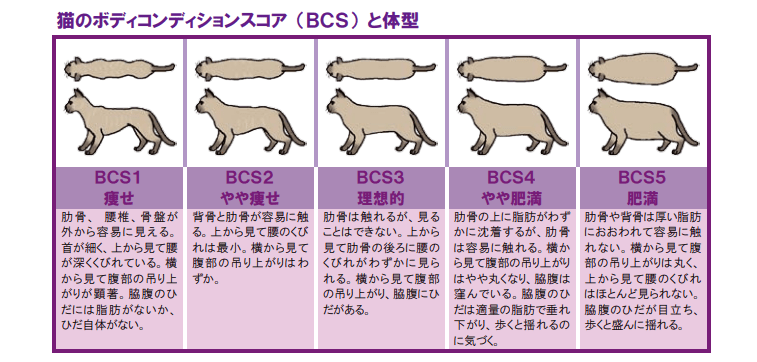 猫のボディコンディションスコア（BCS）と体型
BCS1
痩せ
肋骨、腰椎、骨盤が
外から容易に見える。
首が細く、上から見て腰
が深くくびれている。横
から見て腹部の吊り上
がりが顕著。脇腹のひ
だには脂肪がないか、
ひだ自体がない。
BCS2
やや痩せ
背骨と肋骨が容易に触
る。上から見て腰のくび
れは最小。横から見て
腹部の吊り上がりはわ
ずか。
BCS3
理想的
肋骨は触れるが、見る
ことはできない。上から
見て肋骨の後ろに腰の
くびれがわずかに見ら
れる。横から見て腹部
の吊り上がり、脇腹にひ
だがある。
BCS4
やや肥満
肋骨の上に脂肪がわず
かに沈着するが、肋骨
は容易に触れる。横か
ら見て腹部の吊り上がり
はやや丸くなり、脇腹は
窪んでいる。脇腹のひ
だは適量の脂肪で垂れ
下がり、歩くと揺れるの
に気づく。
BCS5
肥満
肋骨や背骨は厚い脂肪
におおわれて容易に触
れない。横から見て腹
部の吊り上がりは丸く、
上から見て腰のくびれ
はほとんど見られない。
脇腹のひだが目立ち、
歩くと盛んに揺れる。